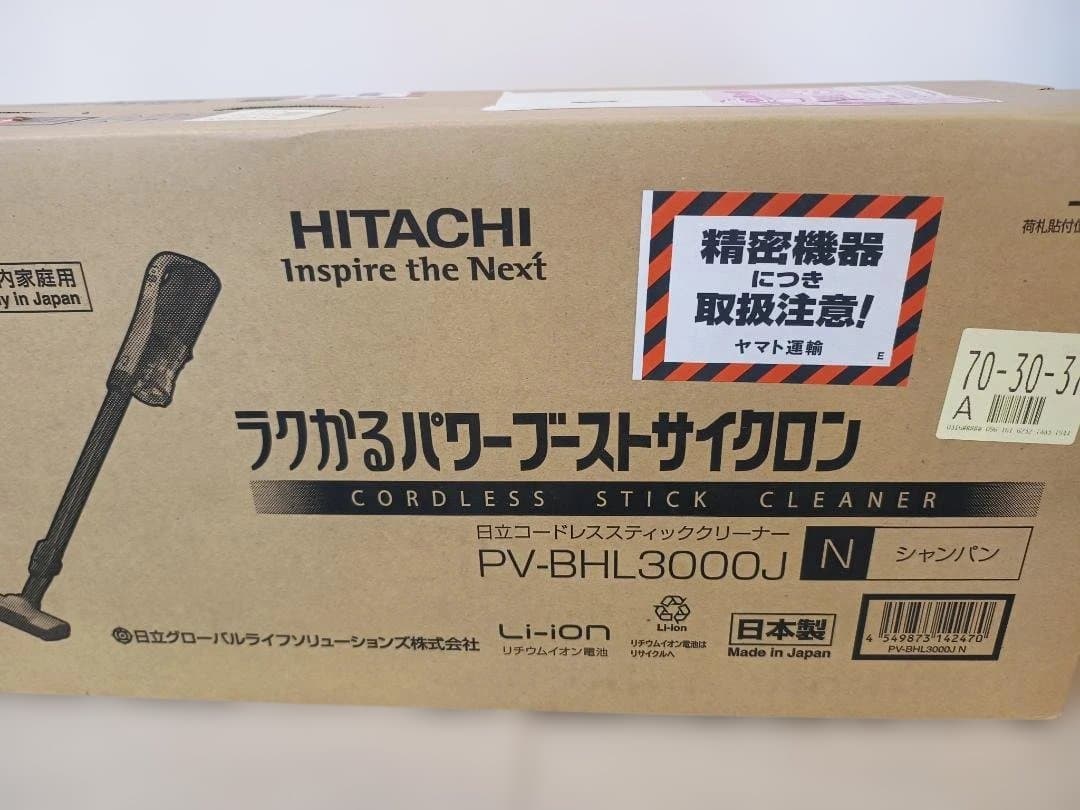 HITACHI
Inspire the Next
精密機器
につき
取扱注意!
ヤマト運輸
E
荷札貼付
内家庭用
in Japan
70-30-37
A
ラクかるパワーブーストサイクロン
CORDLESS STICK CLEANER
日立コードレススティッククリーナー
PV-BHL3000J N シャンパン
日立グローバルライフソリューションズ株式会社
Li-ion
リチウムイオン電池
Li-ion
リチウムイオン電池は
リサイクルへ
日本製
Made in Japan
4 549873 142470
PV-BHL3000J N